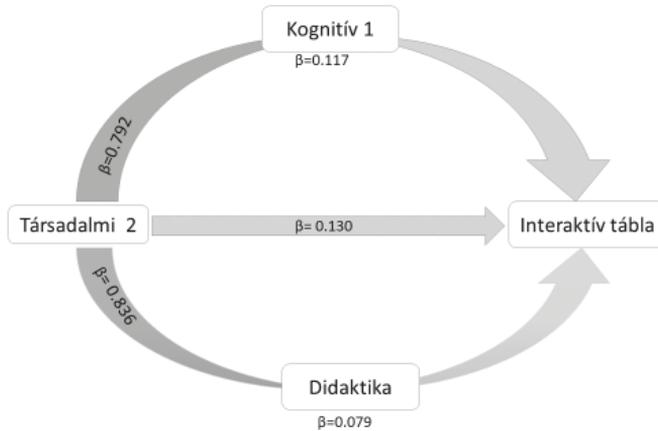 Kognitív 1
β=0.117
β=0.792
Társadalmi 2
β= 0.130
Interaktív tábla
β= 0.836
Didaktika
β=0.079